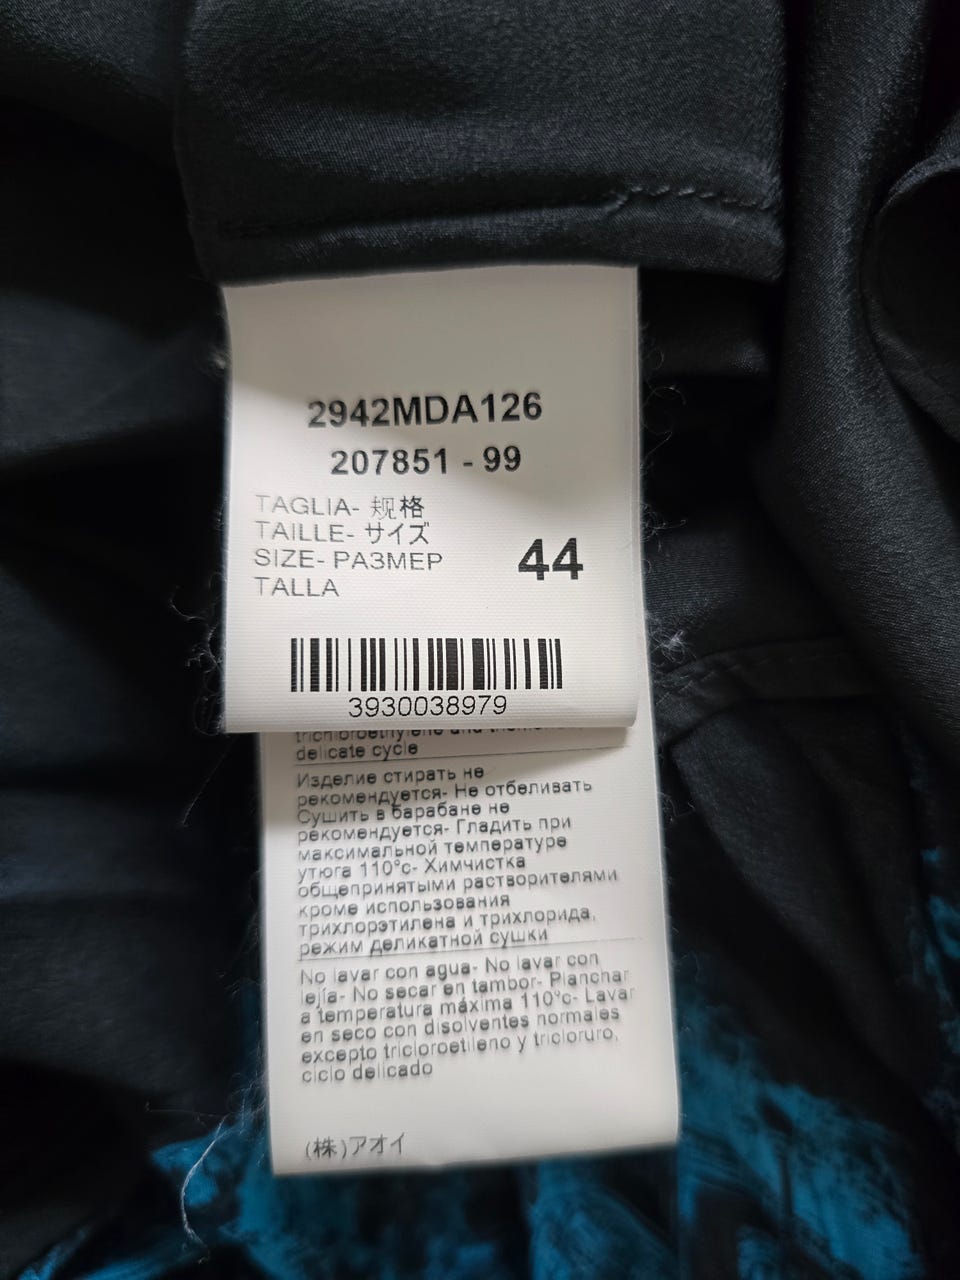 2942MDA126
207851 - 99
TAGLIA- 规格
TAILLE- サイズ
SIZE- РАЗМЕР
TALLA
44
3930038979
trichloroethylene and
delicate cycle
Изделие стирать не
рекомендуется- Не отбеливать
Сушить в барабане не
рекомендуется- Гладить при
максимальной температуре
утюга 110°c- Химчистка
общепринятыми растворителями
кроме использования
трихлорэтилена и трихлорида,
режим деликатной сушки
No lavar con agua- No lavar con
lejía- No secar en tambor- Planchar
a temperatura máxima 110°c- Lavar
en seco con disolventes normales
excepto tricloroetileno y tricloruro,
ciclo delicado
(株)アオイ